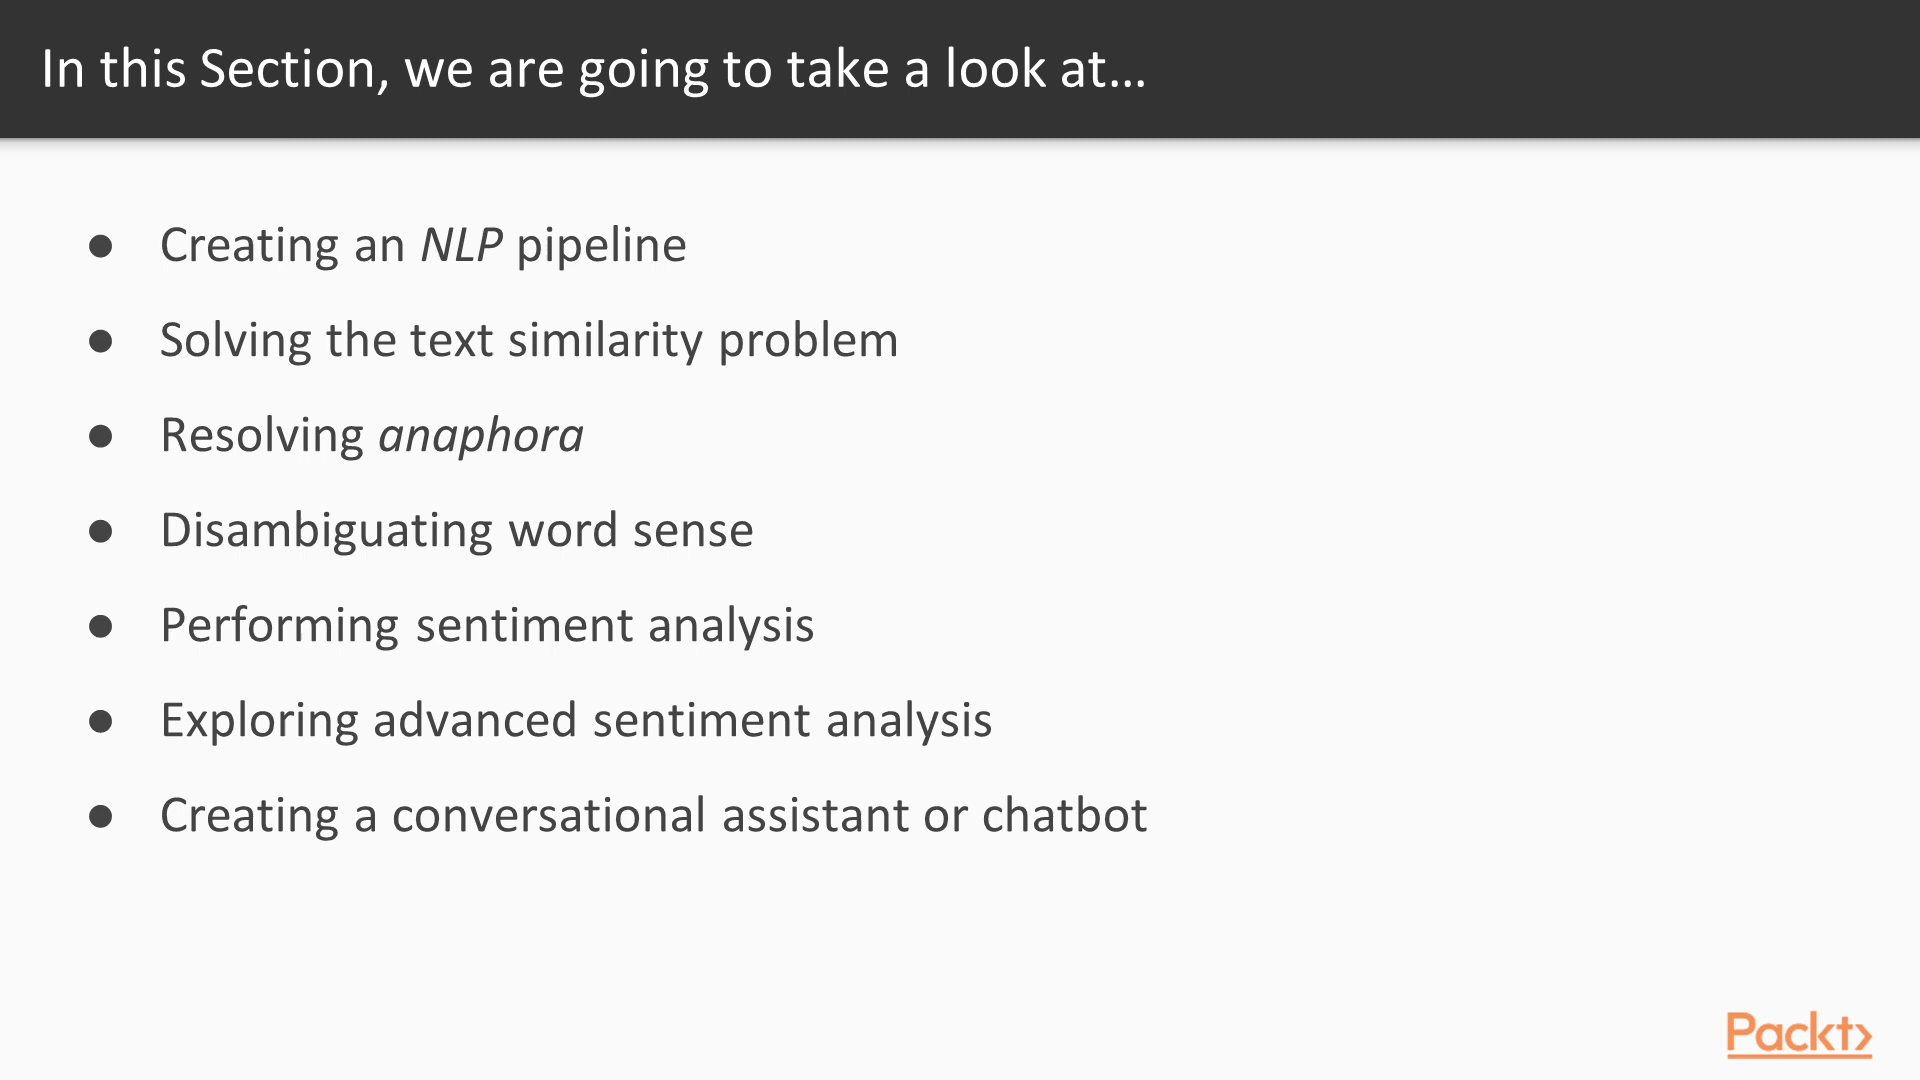 In this Section, we are going to take a look at…
● Creating an NLP pipeline
● Solving the text similarity problem
● Resolving anaphora
● Disambiguating word sense
● Performing sentiment analysis
● Exploring advanced sentiment analysis
● Creating a conversational assistant or chatbot
Packt>